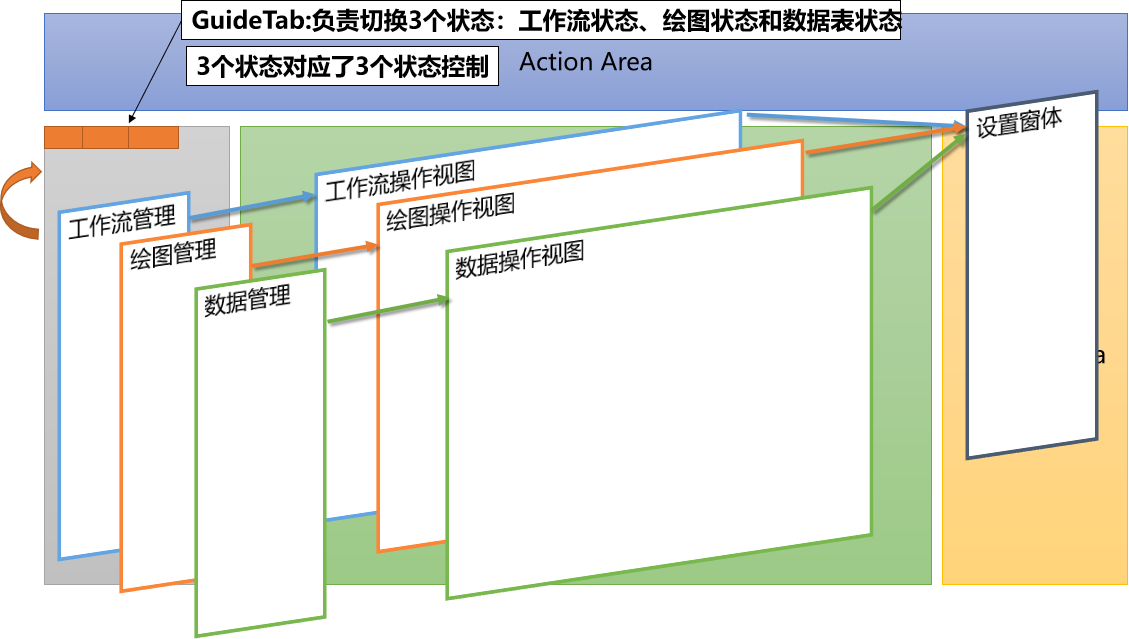 GuideTab:负责切换3个状态：工作流状态、绘图状态和数据表状态
3个状态对应了3个状态控制
Action Area
设置窗体
工作流操作视图
绘图操作视图
数据操作视图
工作流管理
绘图管理
数据管理
a